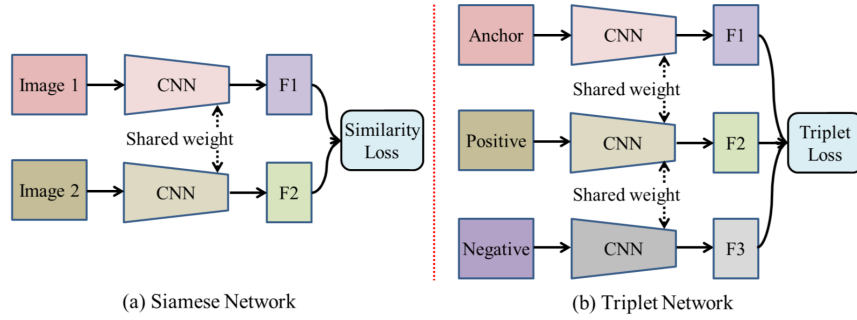 Image 1
CNN
F1
Shared weight
Similarity
Loss
Image 2
CNN
F2
(a) Siamese Network
Anchor
CNN
F1
Shared weight
Positive
CNN
F2
Triplet
Loss
Shared weight
Negative
CNN
F3
(b) Triplet Network